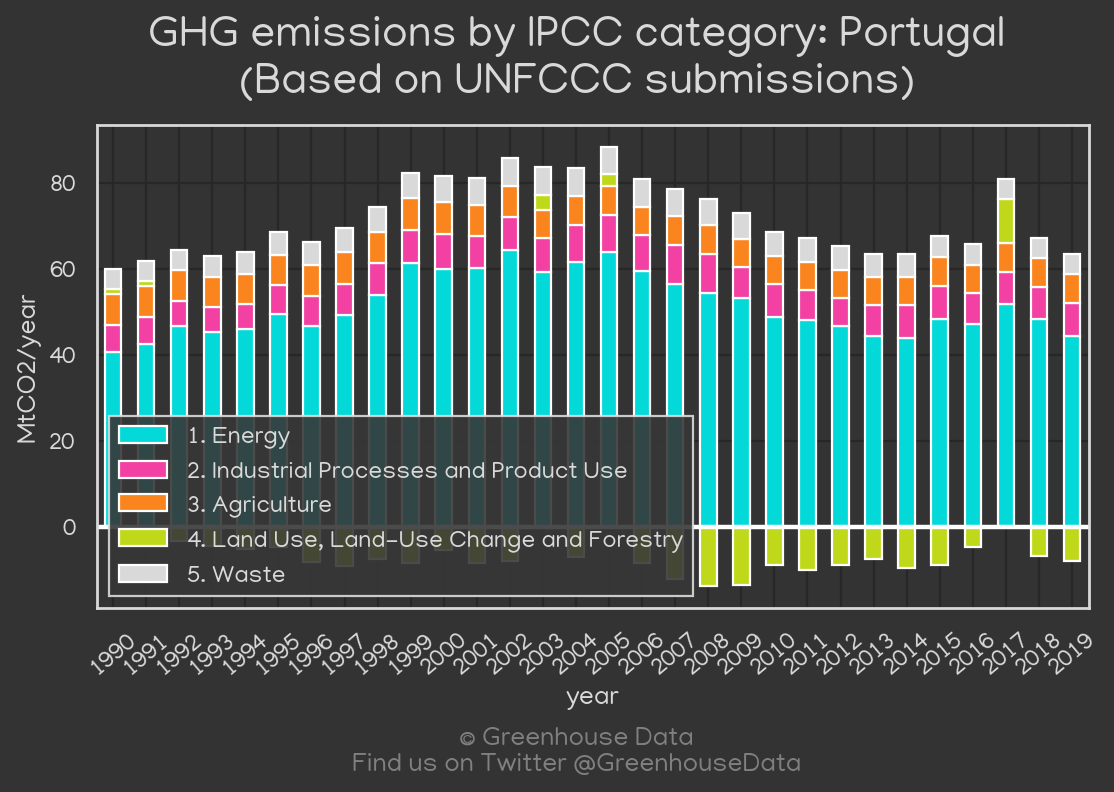 GHG emissions by IPCC category: Portugal
(Based on UNFCCC submissions)
MtCO2/year
80
60
40
20
0
1. Energy
2. Industrial Processes and Product Use
3. Agriculture
4. Land Use, Land-Use Change and Forestry
5. Waste
1990 1991 1992 1993 1994 1995 1996 1997 1998 1999 2000 2001 2002 2003 2004 2005 2006 2007 2008 2009 2010 2011 2012 2013 2014 2015 2016 2017 2018 2019
year
© Greenhouse Data
Find us on Twitter @GreenhouseData